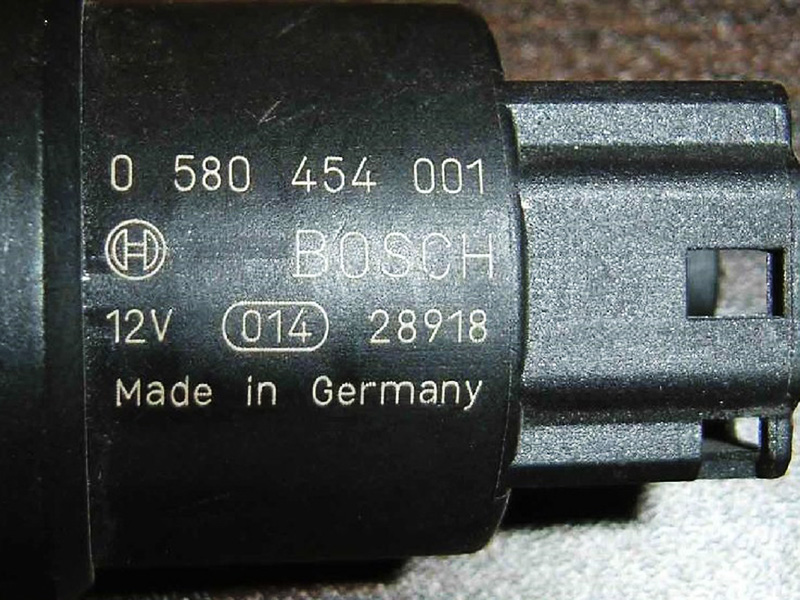 0 580 454 001
BOSCH
12V 014 28918
Made in Germany